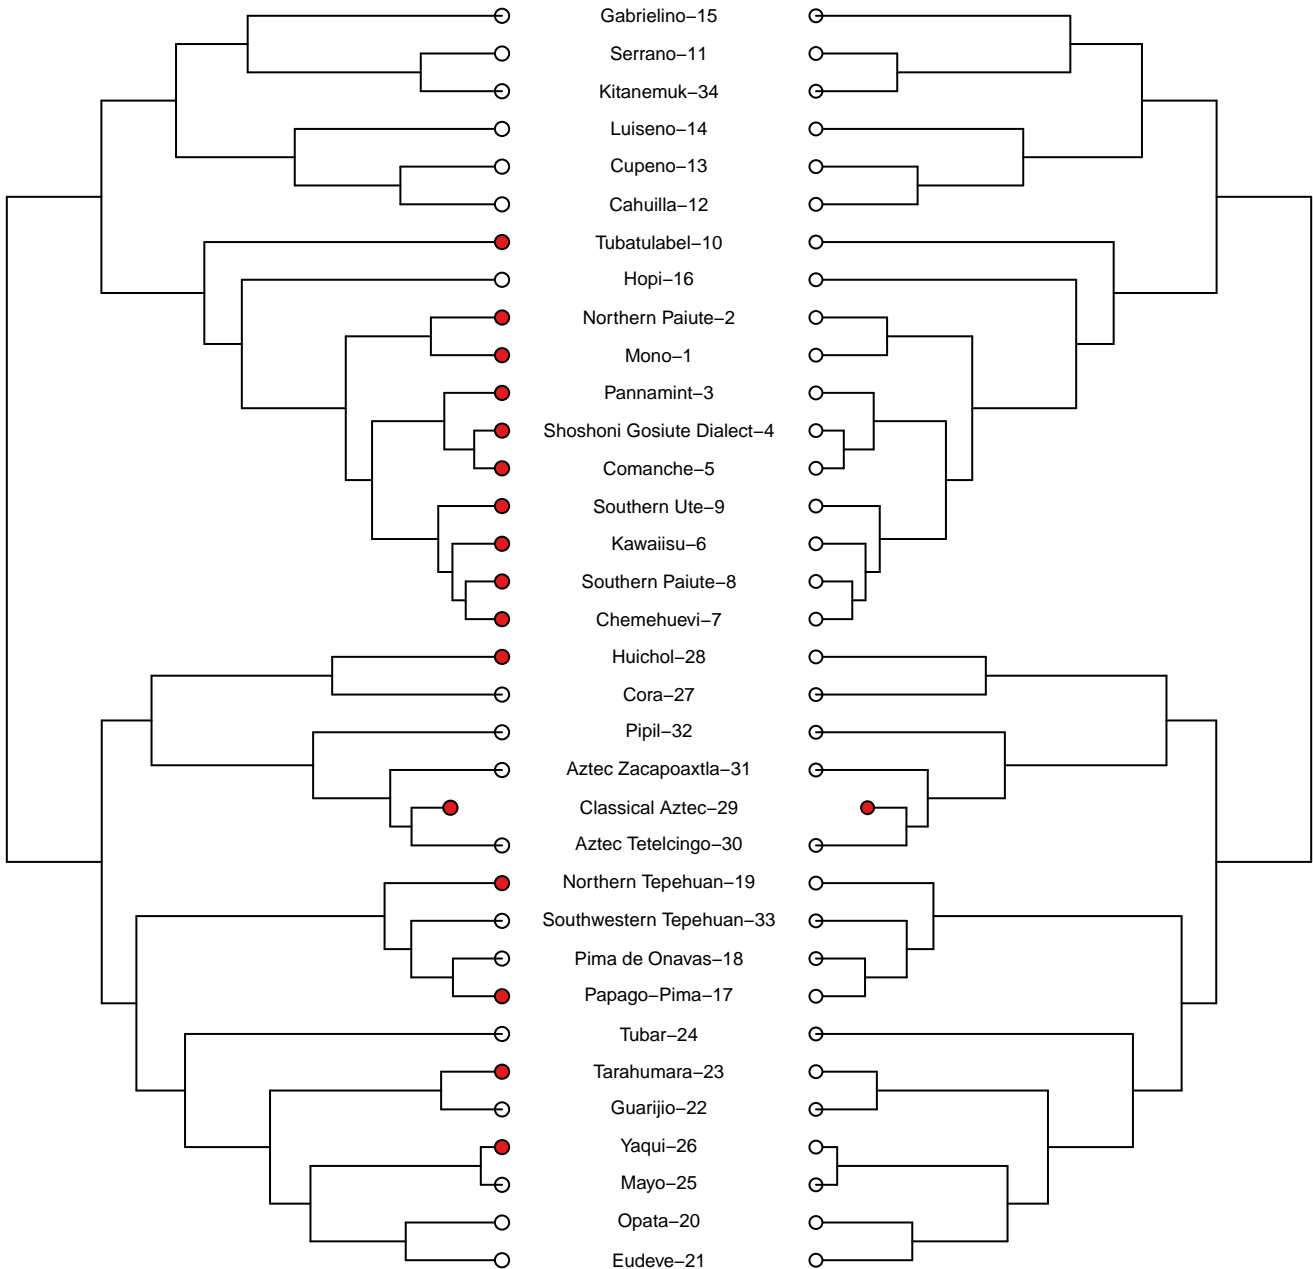 Gabrielino−15
Serrano−11
Kitanemuk−34
Luiseno−14
Cupeno−13
Cahuilla−12
Tubatulabel−10
Hopi−16
Northern Paiute−2
Mono−1
Pannamint−3
Shoshoni Gosiute Dialect−4
Comanche−5
Southern Ute−9
Kawaiisu−6
Southern Paiute−8
Chemehuevi−7
Huichol−28
Cora−27
Pipil−32
Aztec Zacapoaxtla−31
Classical Aztec−29
Aztec Tetelcingo−30
Northern Tepehuan−19
Southwestern Tepehuan−33
Pima de Onavas−18
Papago−Pima−17
Tubar−24
Tarahumara−23
Guarijio−22
Yaqui−26
Mayo−25
Opata−20
Eudeve−21